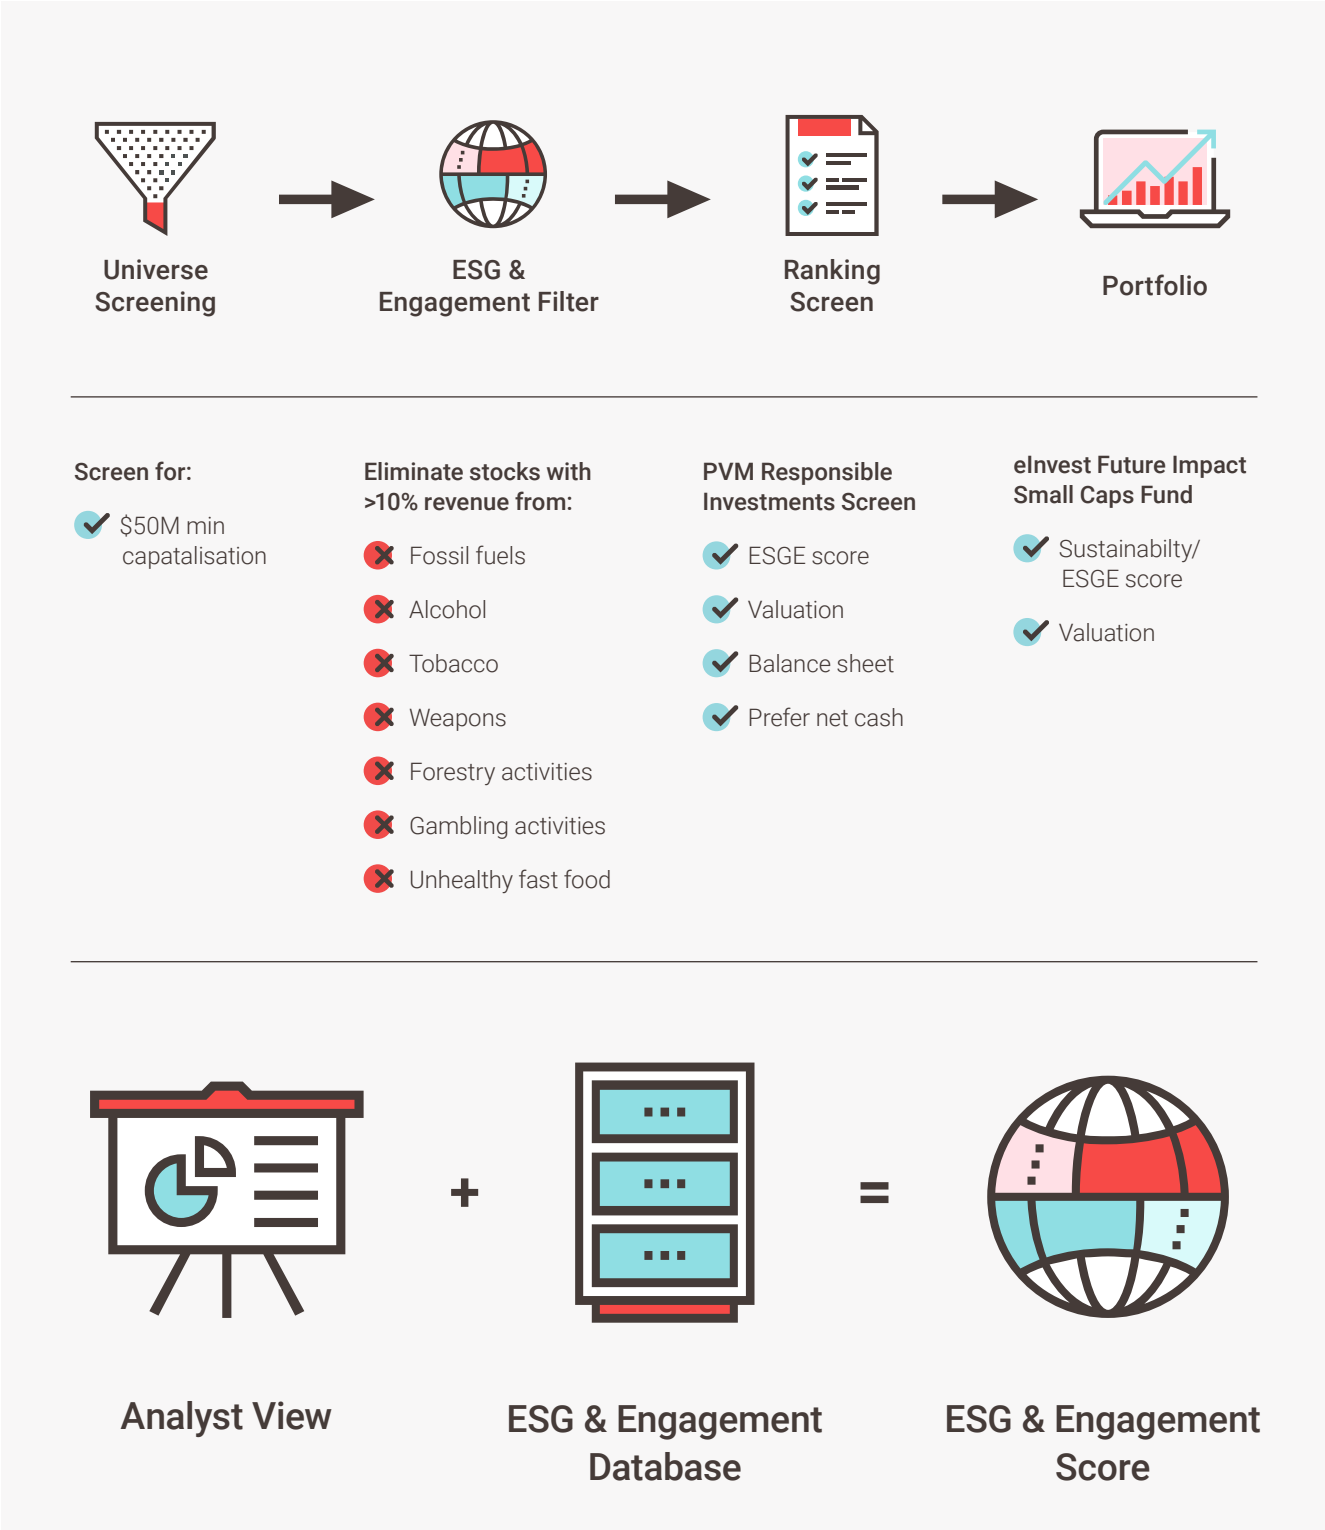 Universe
Screening
ESG &
Engagement Filter
Ranking
Screen
Portfolio
Screen for:
$50M min
capatalisation
Eliminate stocks with
>10% revenue from:
Fossil fuels
Alcohol
Tobacco
Weapons
Forestry activities
Gambling activities
Unhealthy fast food
PVM Responsible
Investments Screen
ESGE score
Valuation
Balance sheet
Prefer net cash
eInvest Future Impact
Small Caps Fund
Sustainabilty/
ESGE score
Valuation
Analyst View
+
ESG & Engagement
Database
=
ESG & Engagement
Score